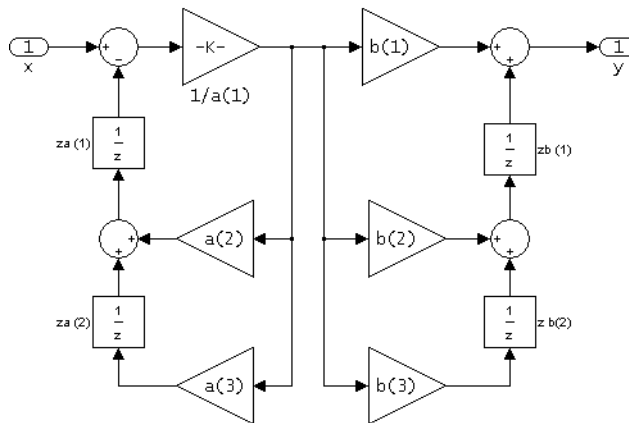 1
x
+
−
-K-
1/a(1)
b(1)
+
+
1
y
za (1)
1
z
1
z
zb (1)
+
+
a(2)
b(2)
+
+
za (2)
1
z
1
z
z b(2)
a(3)
b(3)